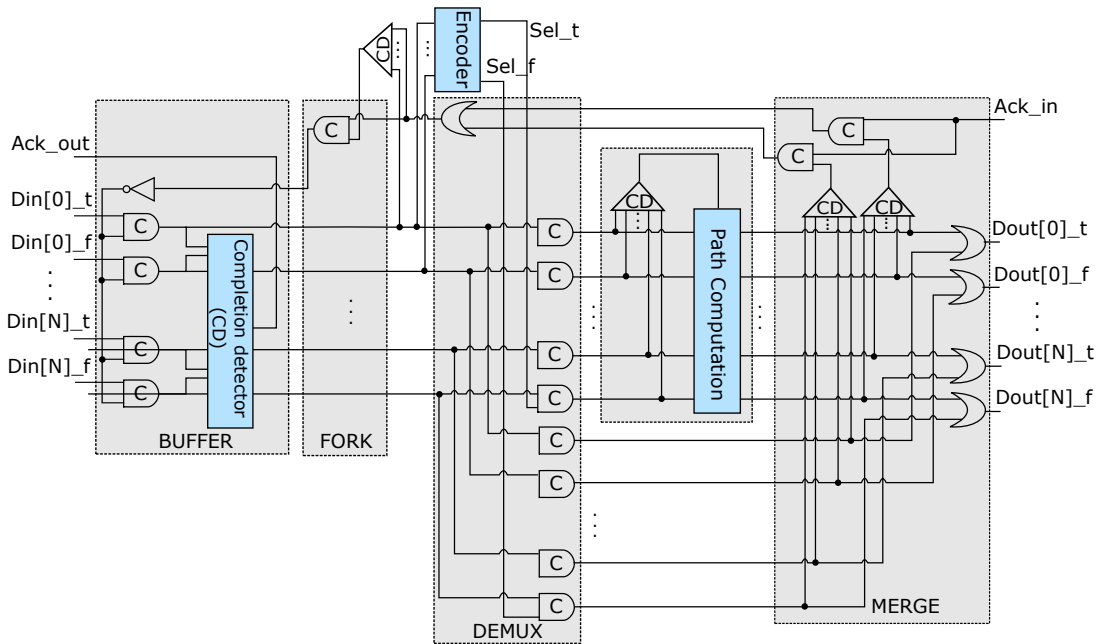 Encoder
Sel_t
CD
Sel_f
Ack_in
C
C
C
Ack_out
Din[0]_t
CD
CD
CD
C
C
Dout[0]_t
Din[0]_f
C
C
Dout[0]_f
Completion detector
(CD)
Path Computation
Din[N]_t
C
C
Dout[N]_t
Din[N]_f
C
C
Dout[N]_f
BUFFER
FORK
C
C
C
C
MERGE
DEMUX